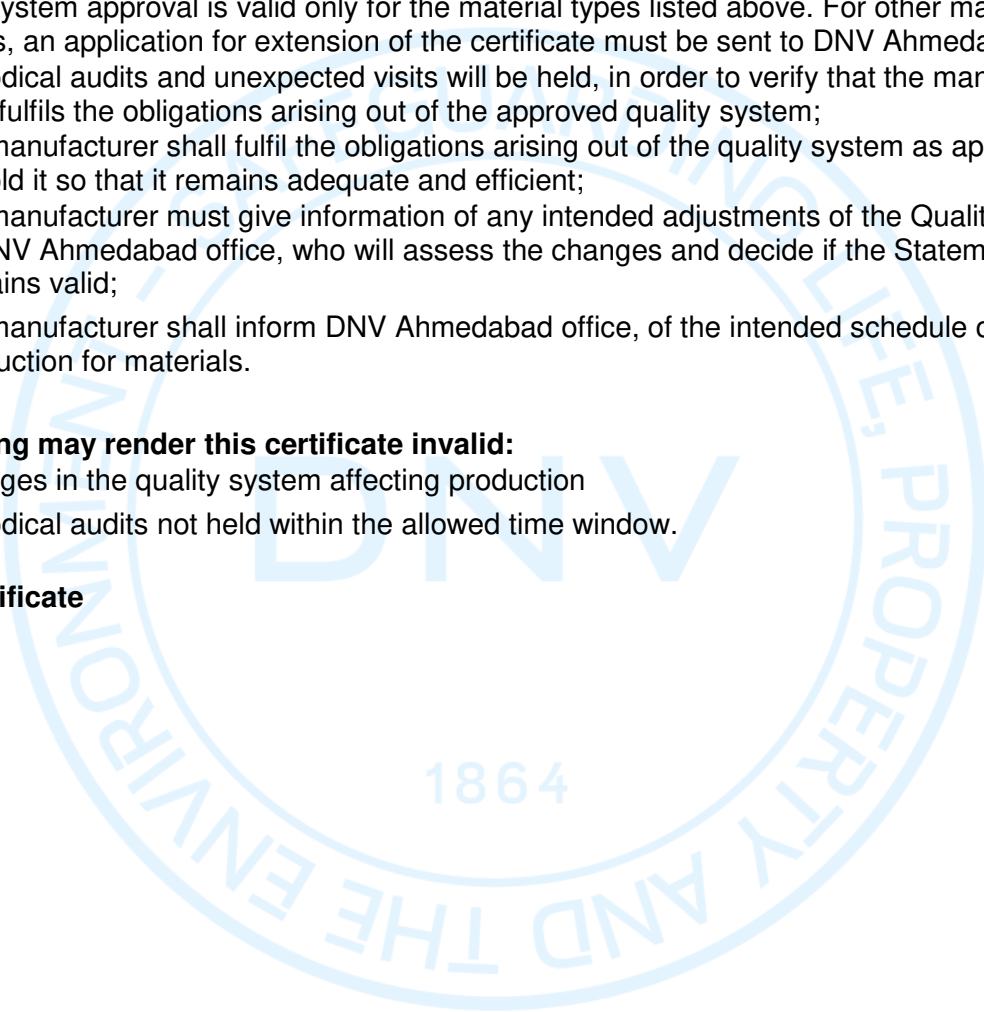 ystem approval is valid only for the material types listed above. For other ma
s, an application for extension of the certificate must be sent to DNV Ahmeda
dical audits and unexpected visits will be held, in order to verify that the man
fulfils the obligations arising out of the approved quality system;
manufacturer shall fulfil the obligations arising out of the quality system as ap
old it so that it remains adequate and efficient;
manufacturer must give information of any intended adjustments of the Qualit
NV Ahmedabad office, who will assess the changes and decide if the Statem
ains valid;
manufacturer shall inform DNV Ahmedabad office, of the intended schedule o
uction for materials.
ng may render this certificate invalid:
ges in the quality system affecting production
dical audits not held within the allowed time window.
ificate
SAFEGUARDING LIFE, PROPERTY AND THE ENVIRONMENT –
DNV
1864